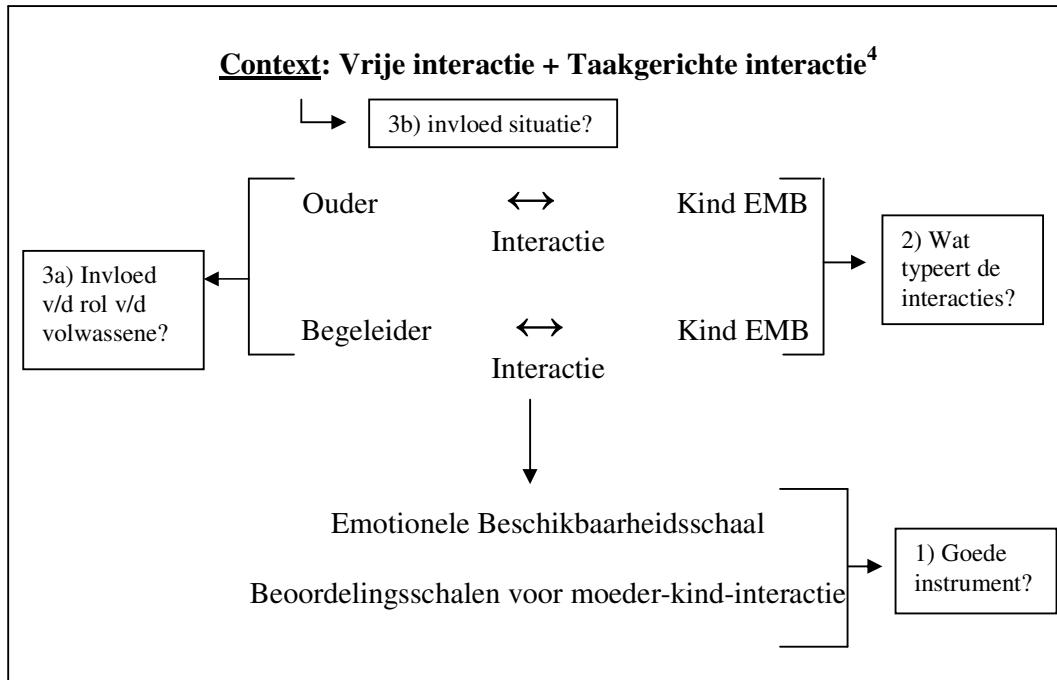 Context: Vrije interactie + Taakgerichte interactie⁴
3b) invloed situatie?
Ouder ↔ Kind EMB
Interactie
3a) Invloed
v/d rol v/d
volwassene?
2) Wat
typeert de
interacties?
Begeleider ↔ Kind EMB
Interactie
Emotionele Beschikbaarheidsschaal
Beoordelingsschalen voor moeder-kind-interactie
1) Goede
instrument?